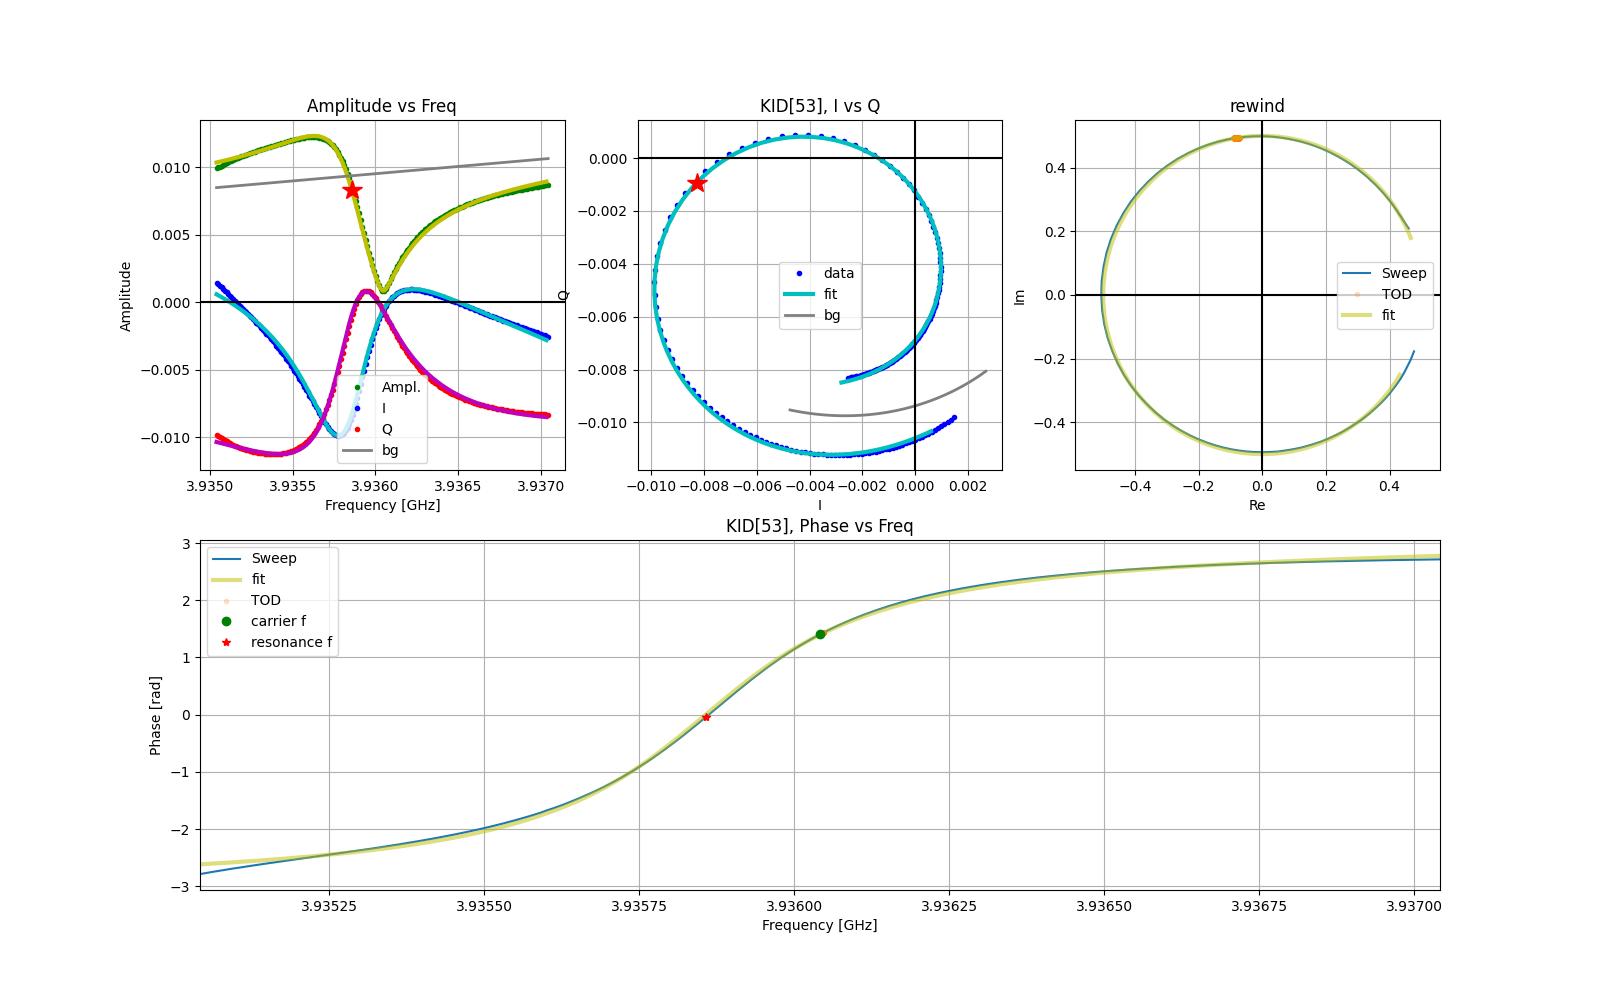 Amplitude vs Freq
0.010
0.005
0.000
−0.005
−0.010
Amplitude
Ampl.
I
Q
bg
3.9350 3.9355 3.9360 3.9365 3.9370
Frequency [GHz]
KID[53], I vs Q
0.000
−0.002
−0.004
−0.006
−0.008
−0.010
Q
data
fit
bg
−0.010 −0.008 −0.006 −0.004 −0.002 0.000 0.002
I
rewind
0.4
0.2
0.0
−0.2
−0.4
Im
Sweep
TOD
fit
−0.4 −0.2 0.0 0.2 0.4
Re
KID[53], Phase vs Freq
3
2
1
0
−1
−2
−3
Phase [rad]
Sweep
fit
TOD
carrier f
resonance f
3.93525 3.93550 3.93575 3.93600 3.93625 3.93650 3.93675 3.93700
Frequency [GHz]